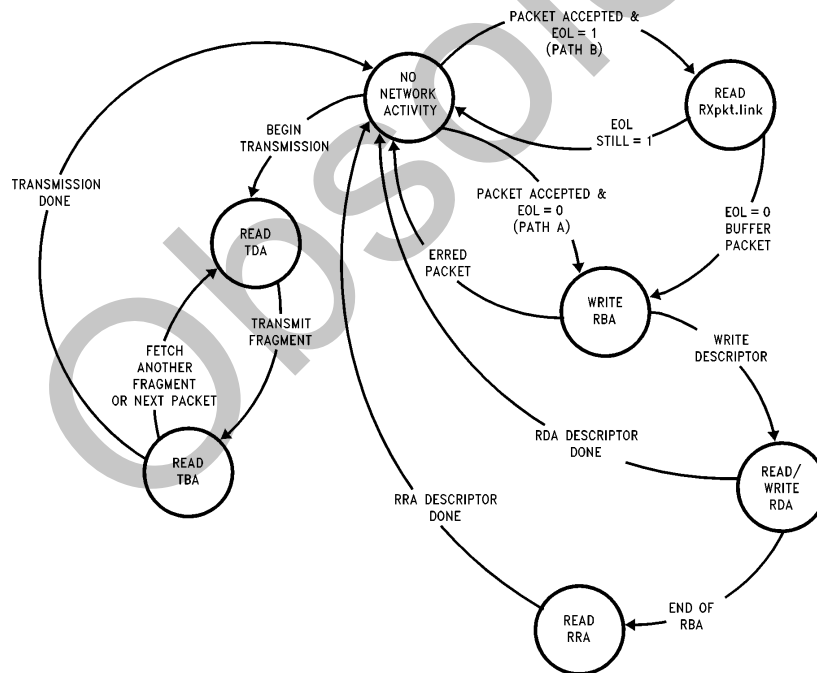 PACKET ACCEPTED &
EOL = 1
(PATH B)
NO
NETWORK
ACTIVITY
READ
RXpkt.link
EOL
STILL = 1
BEGIN
TRANSMISSION
TRANSMISSION
DONE
PACKET ACCEPTED &
EOL = 0
(PATH A)
EOL = 0
BUFFER
PACKET
READ
TDA
ERRED
PACKET
WRITE
RBA
TRANSMIT
FRAGMENT
WRITE
DESCRIPTOR
FETCH
ANOTHER
FRAGMENT
OR NEXT PACKET
RDA DESCRIPTOR
DONE
READ
TBA
READ/
WRITE
RDA
RRA DESCRIPTOR
DONE
END OF
RBA
READ
RRA